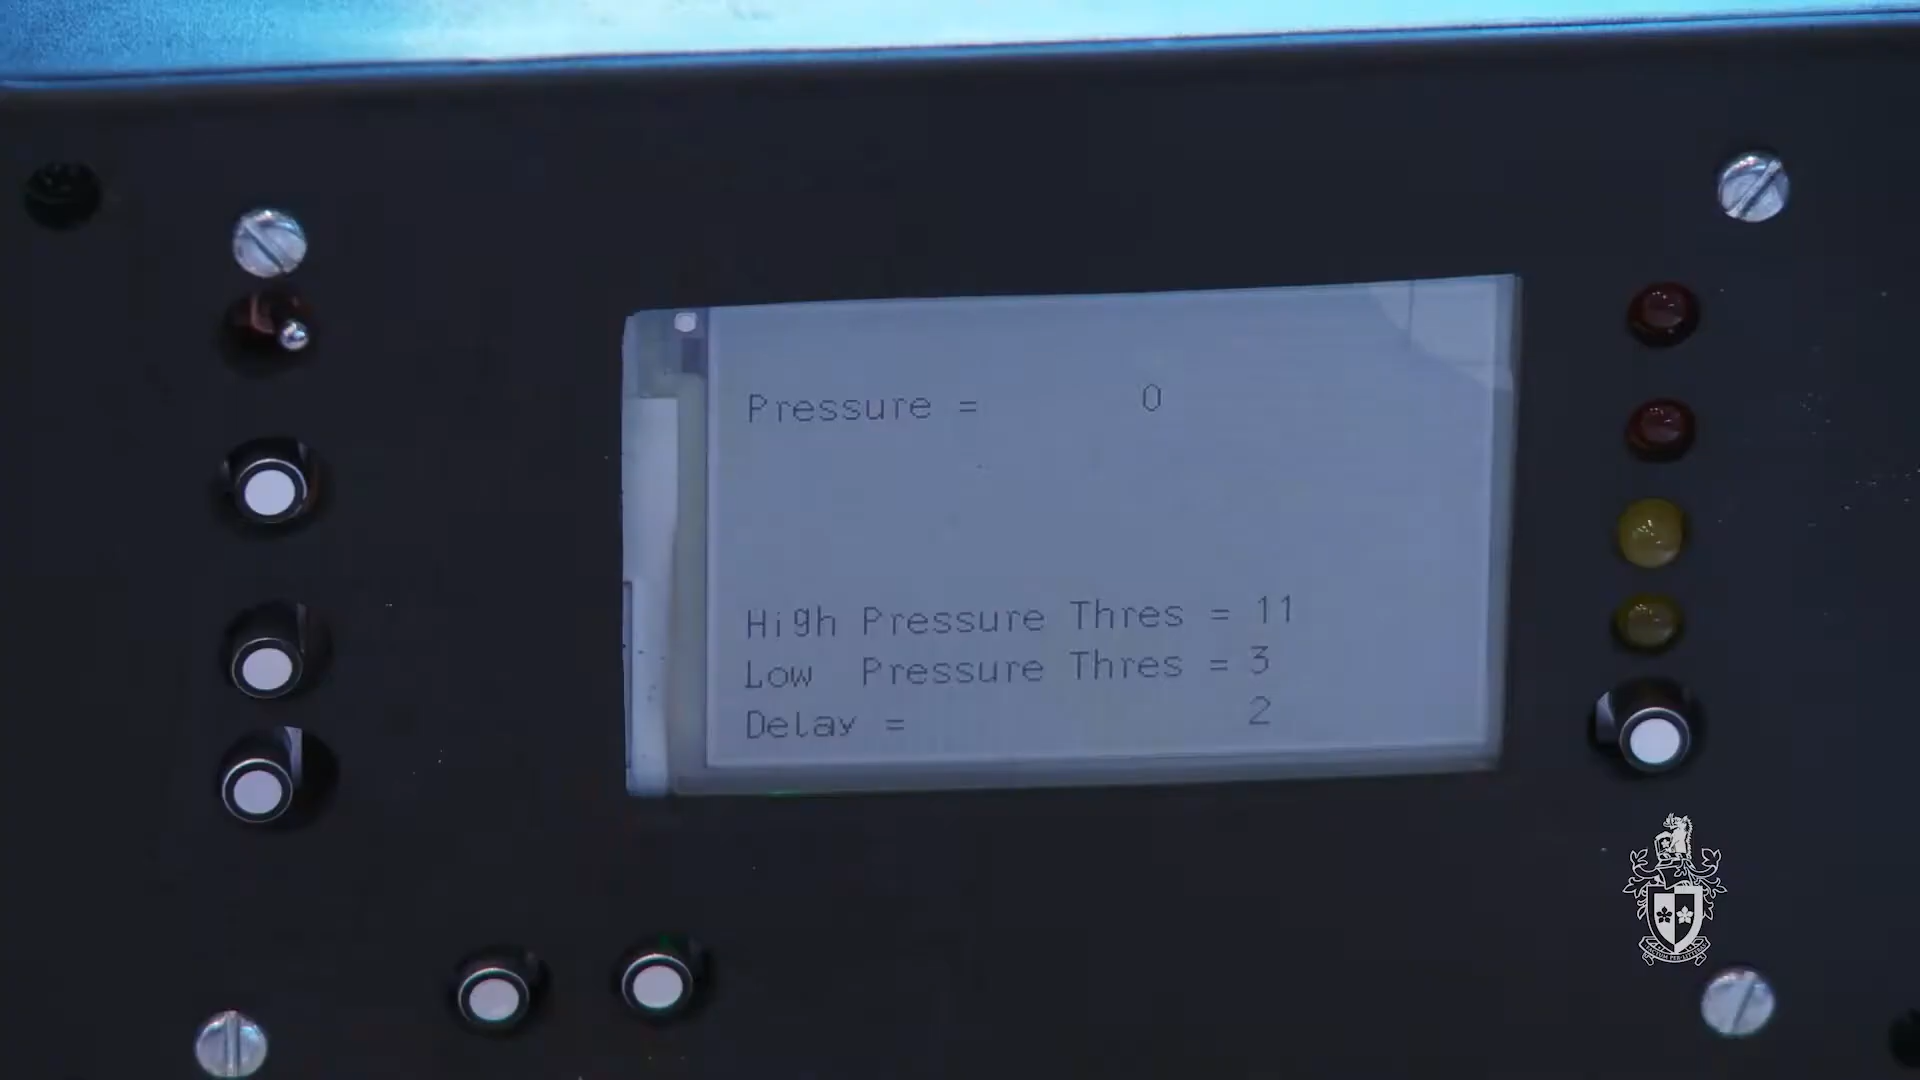 Pressure = 0
High Pressure Thres = 11
Low Pressure Thres = 3
Delay = 2